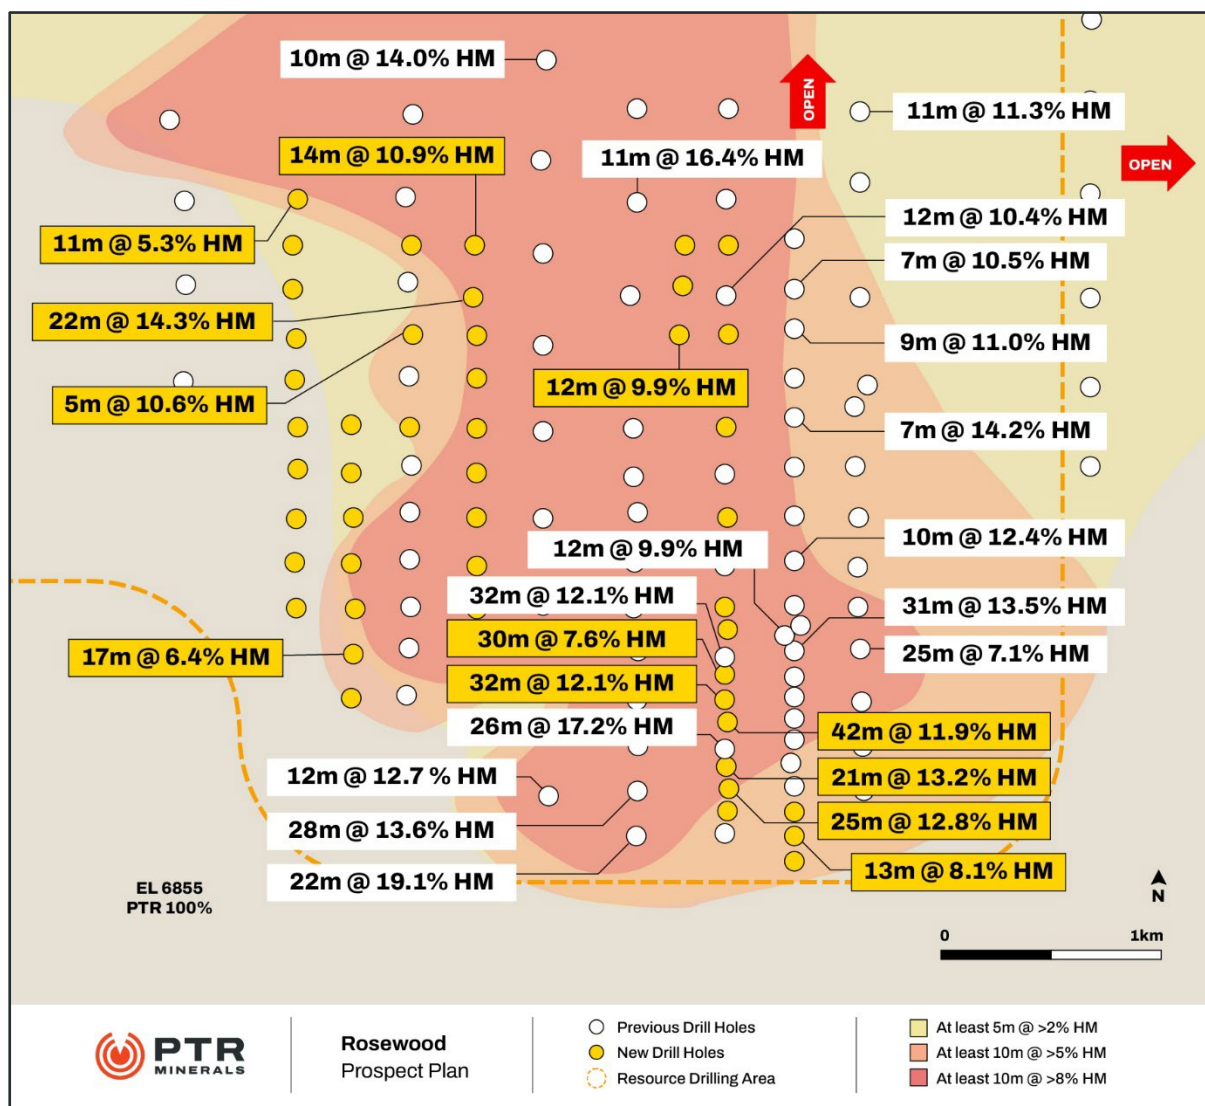 10m @ 14.0% HM
OPEN
11m @ 11.3% HM
14m @ 10.9% HM
11m @ 16.4% HM
OPEN
12m @ 10.4% HM
11m @ 5.3% HM
7m @ 10.5% HM
22m @ 14.3% HM
9m @ 11.0% HM
12m @ 9.9% HM
5m @ 10.6% HM
7m @ 14.2% HM
10m @ 12.4% HM
12m @ 9.9% HM
32m @ 12.1% HM
31m @ 13.5% HM
30m @ 7.6% HM
17m @ 6.4% HM
25m @ 7.1% HM
32m @ 12.1% HM
26m @ 17.2% HM
42m @ 11.9% HM
12m @ 12.7 % HM
21m @ 13.2% HM
28m @ 13.6% HM
25m @ 12.8% HM
22m @ 19.1% HM
13m @ 8.1% HM
EL 6855
PTR 100%
N
0 1km
PTR
MINERALS
Rosewood
Prospect Plan
Previous Drill Holes
New Drill Holes
Resource Drilling Area
At least 5m @ >2% HM
At least 10m @ >5% HM
At least 10m @ >8% HM